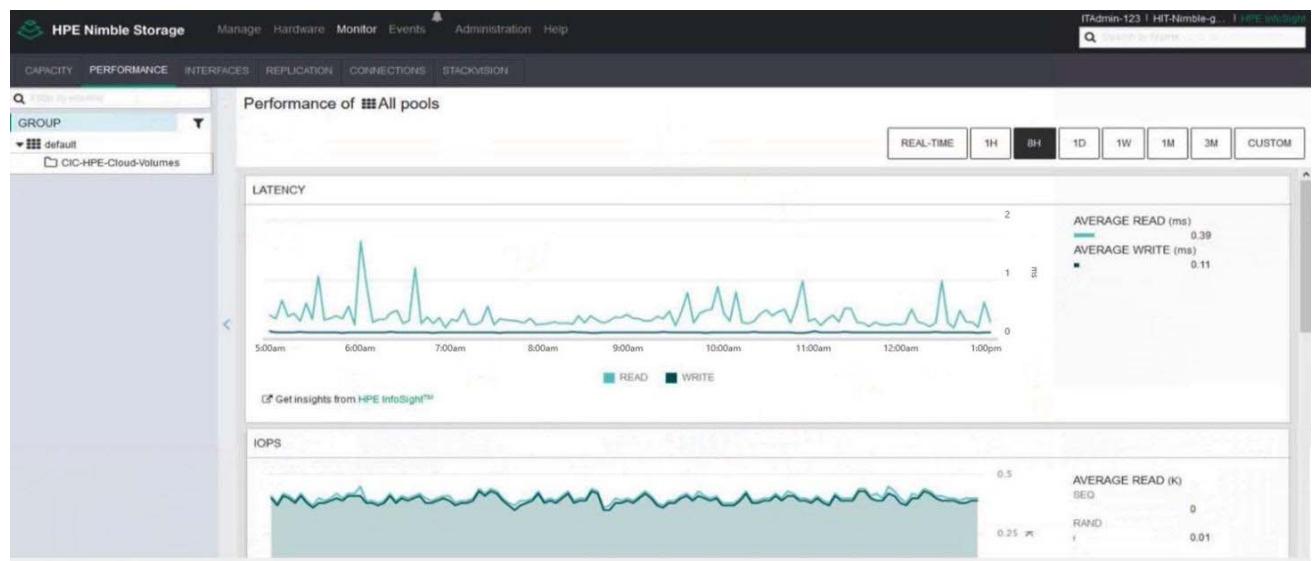 HPE Nimble Storage Manage Hardware Monitor Events Administration Help
ITAdmin-123 | HIT-Nimble-g... | HPE InfoSight
CAPACITY PERFORMANCE INTERFACES REPLICATION CONNECTIONS STACKVISION
Performance of All pools
GROUP
default
CIC-HPE-Cloud-Volumes
REAL-TIME 1H 8H 1D 1W 1M 3M CUSTOM
LATENCY
2
1
ms
0
5:00am 6:00am 7:00am 8:00am 9:00am 10:00am 11:00am 12:00am 1:00pm
READ WRITE
AVERAGE READ (ms)
0.39
AVERAGE WRITE (ms)
0.11
Get insights from HPE InfoSight™
IOPS
0.5
0.25 K
AVERAGE READ (K)
SEQ
0
RAND
0.01